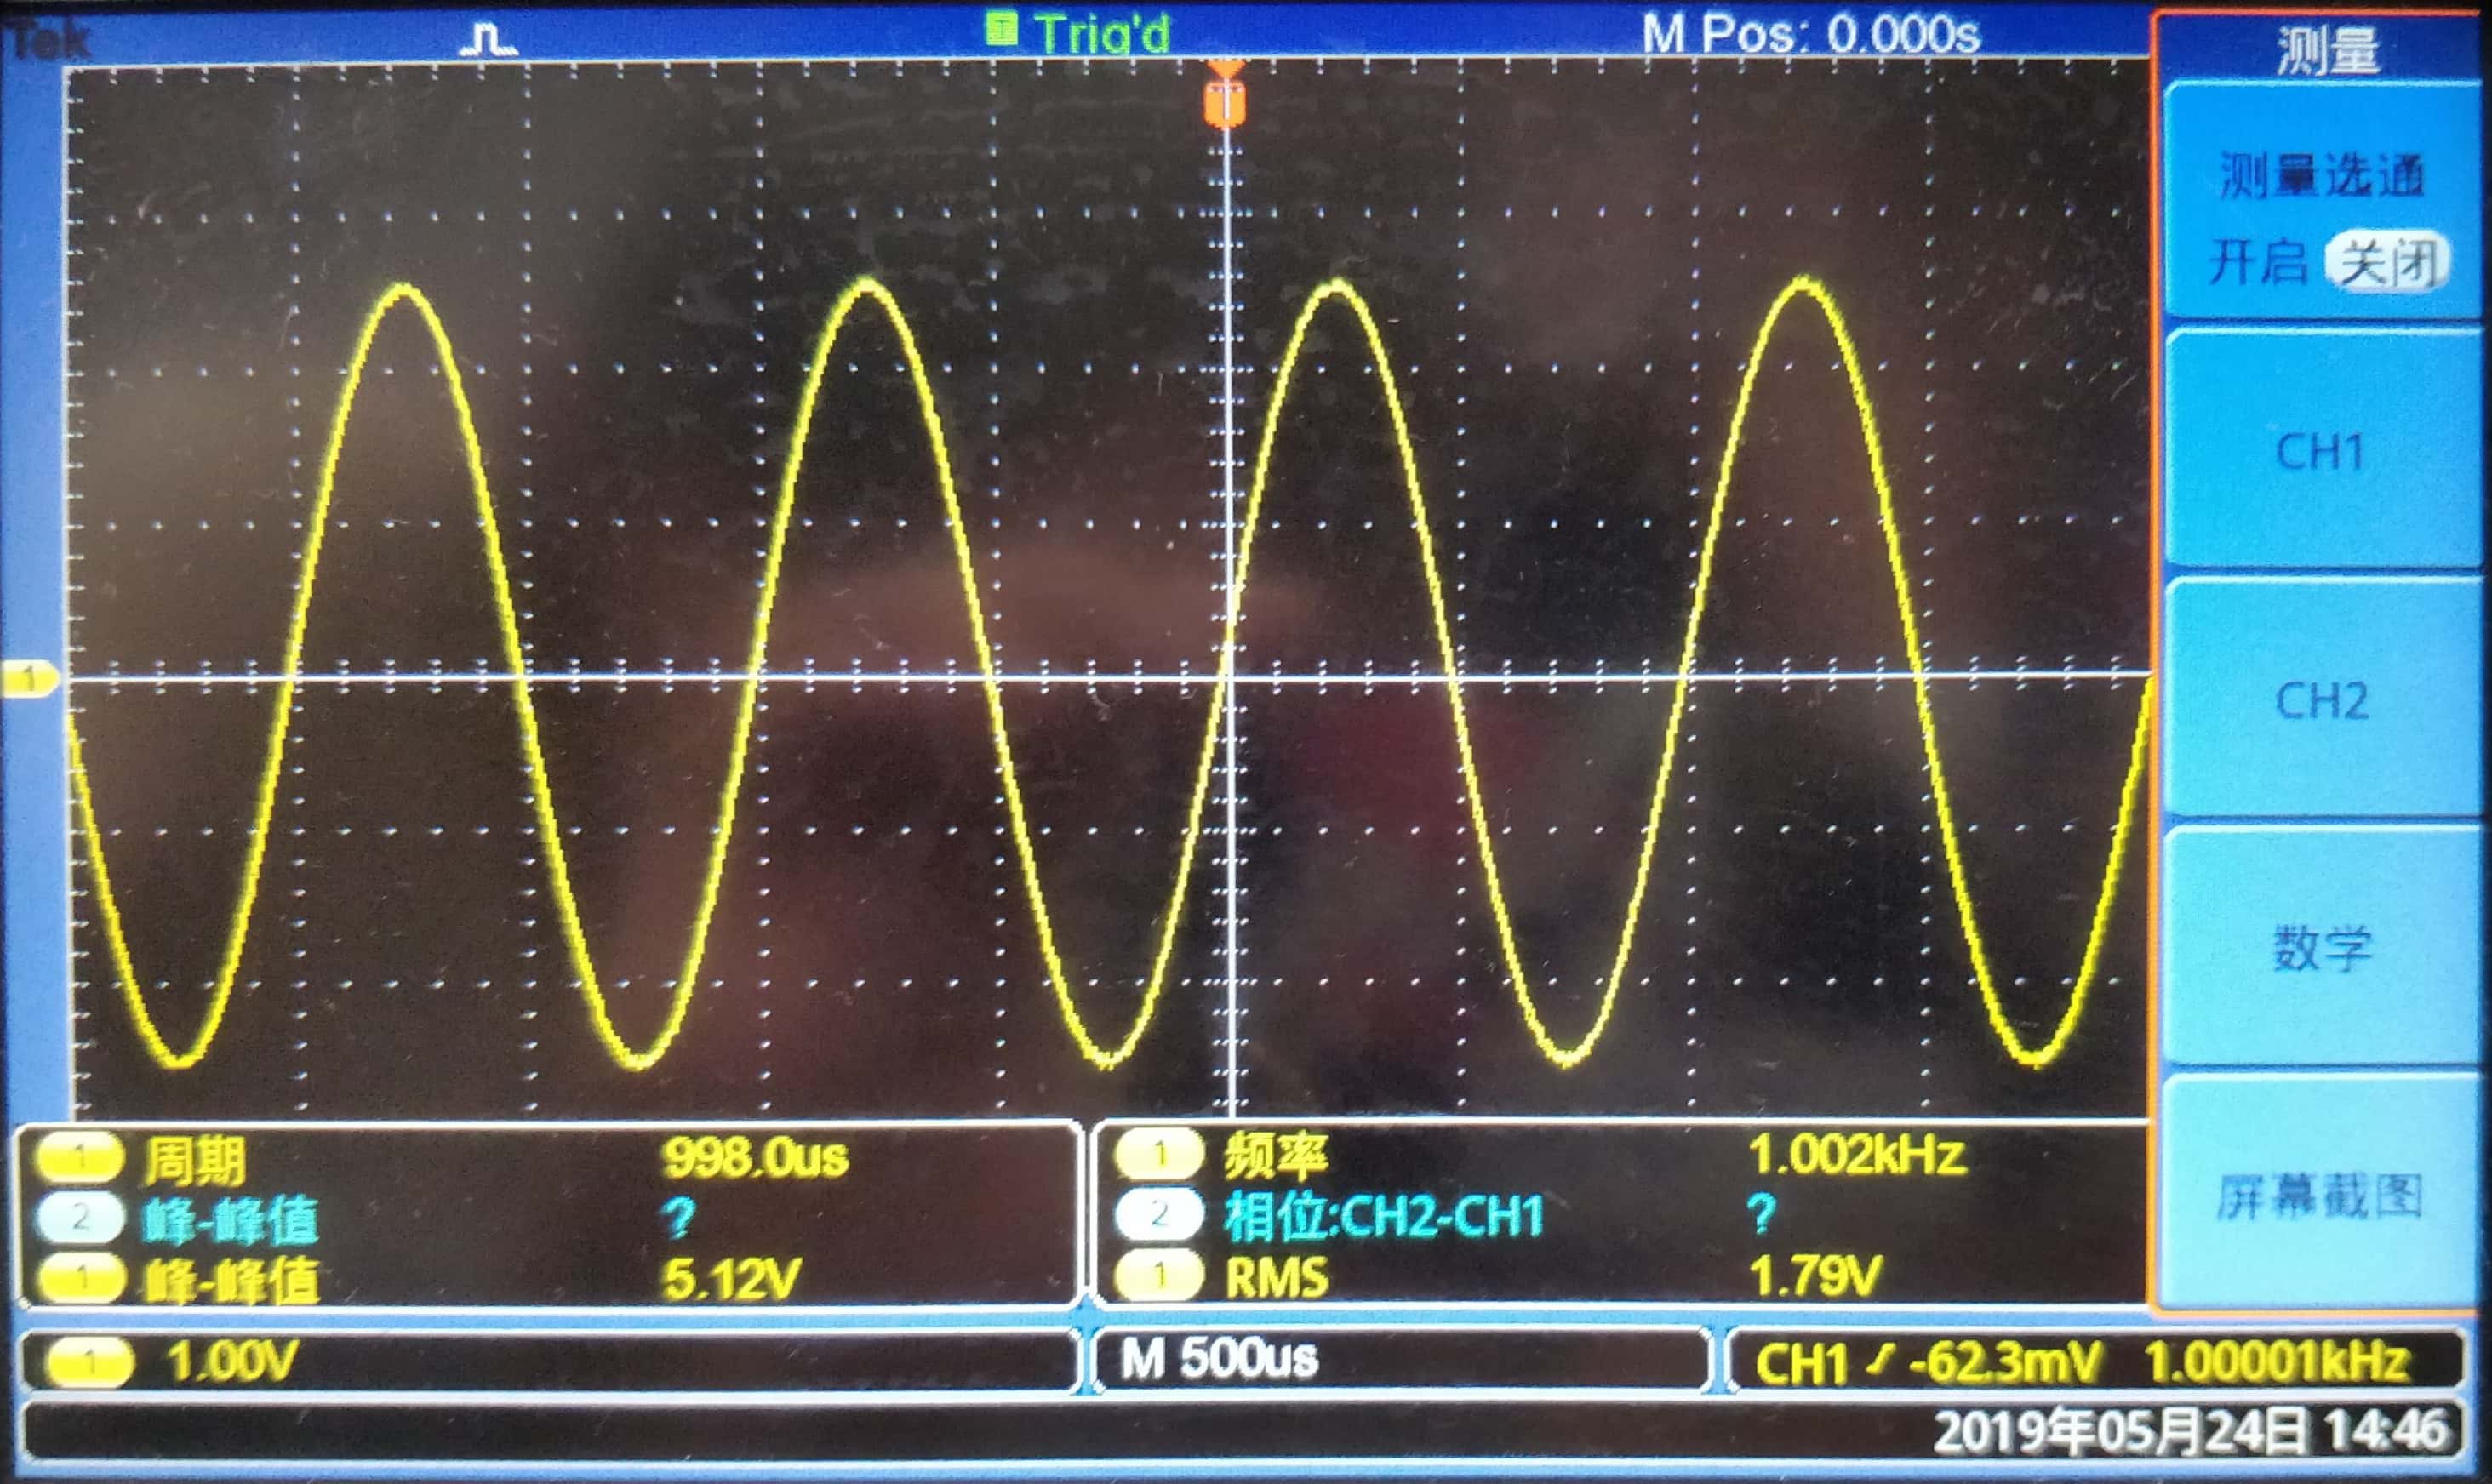 Tek Trig'd M Pos: 0.000s
测量
T
测量选通
开启 关闭
CH1
CH2
数学
屏幕截图
1
1 周期 998.0us
2 峰-峰值 ?
1 峰-峰值 5.12V
1 频率 1.002kHz
2 相位:CH2-CH1 ?
1 RMS 1.79V
1 1.00V
M 500us
CH1 -62.3mV 1.00001kHz
2019年05月24日 14:46